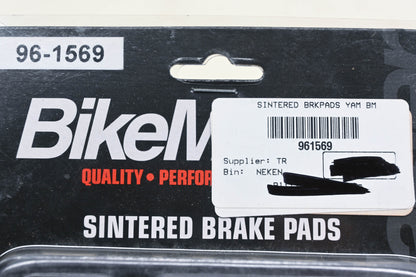 96-1569
BikeM
QUALITY • PERFOR
SINTERED BRAKE PADS
SINTERED BRKPADS YAM BM
961569
Supplier: TR
Bin: NEKEN